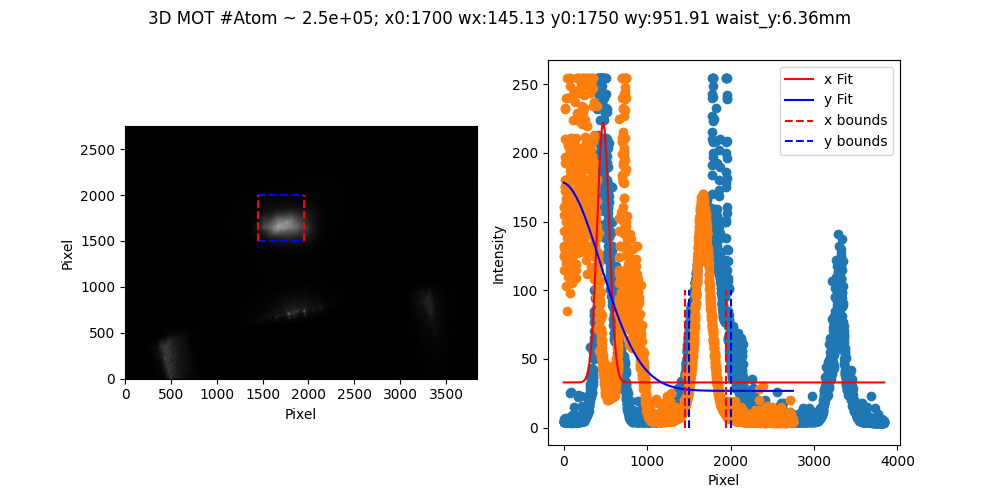 3D MOT #Atom ~ 2.5e+05; x0:1700 wx:145.13 y0:1750 wy:951.91 waist_y:6.36mm
2500
2000
1500
1000
500
0
Pixel
0 500 1000 1500 2000 2500 3000 3500
Pixel
250
200
150
100
50
0
Intensity
0 1000 2000 3000 4000
Pixel
x Fit
y Fit
x bounds
y bounds